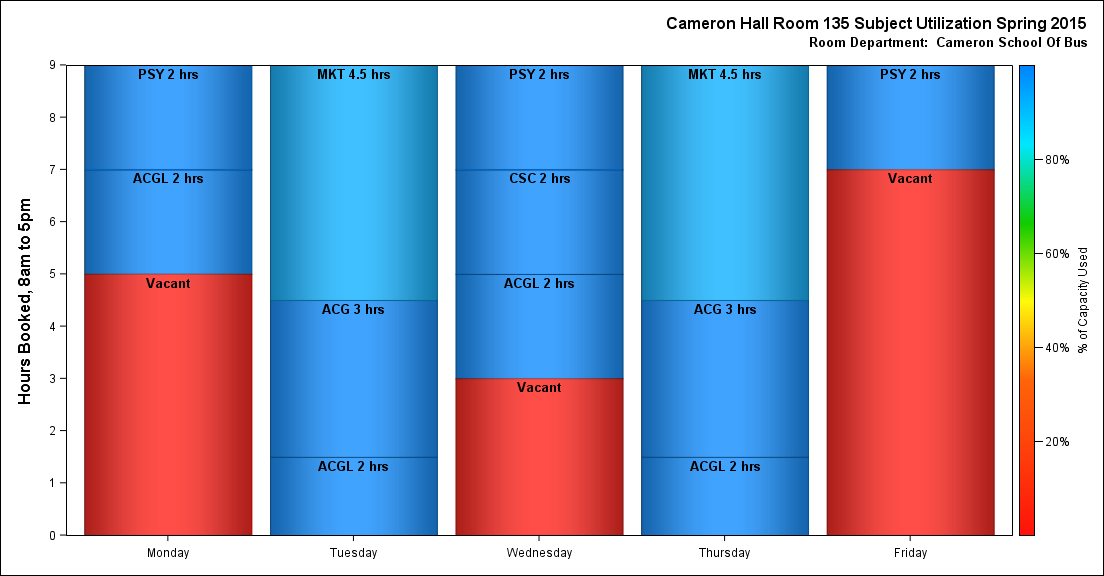 Cameron Hall Room 135 Subject Utilization Spring 2015
Room Department:  Cameron School Of Bus
Hours Booked, 8am to 5pm
9
8
7
6
5
4
3
2
1
0
PSY 2 hrs
ACGL 2 hrs
Vacant
MKT 4.5 hrs
ACG 3 hrs
ACGL 2 hrs
PSY 2 hrs
CSC 2 hrs
ACGL 2 hrs
Vacant
MKT 4.5 hrs
ACG 3 hrs
ACGL 2 hrs
PSY 2 hrs
Vacant
Monday
Tuesday
Wednesday
Thursday
Friday
80%
60%
40%
20%
% of Capacity Used